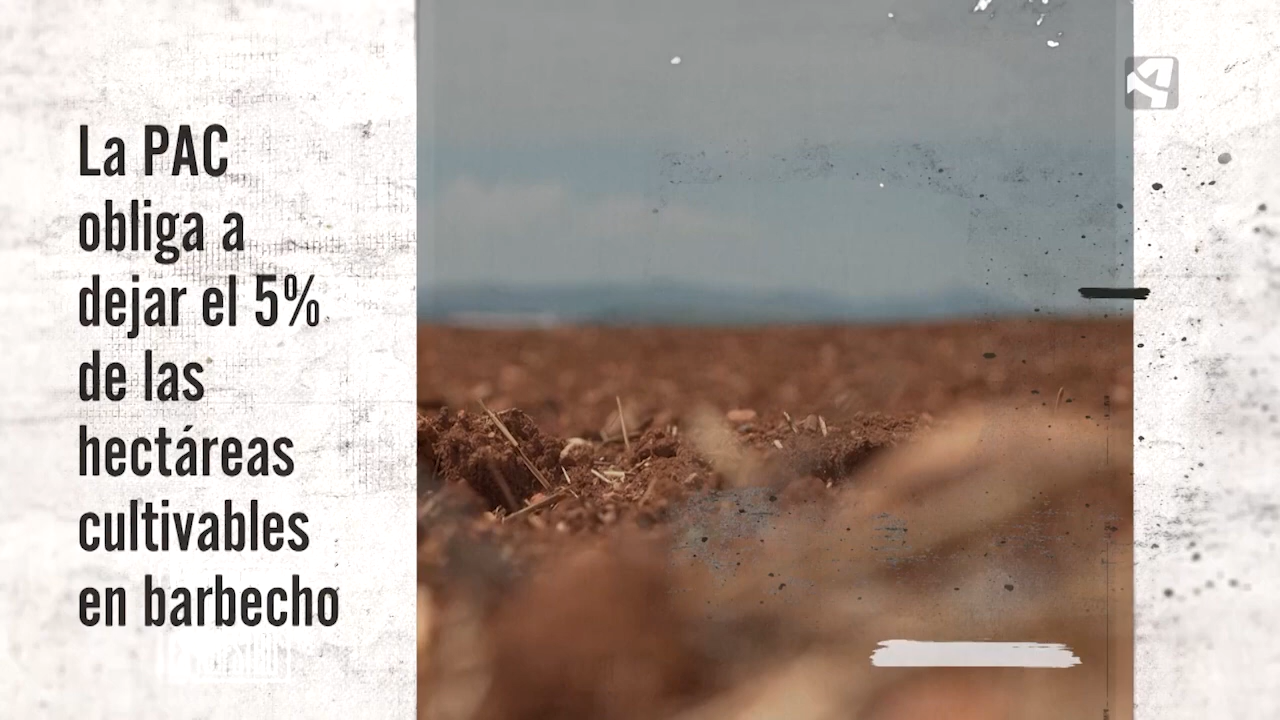 La PAC
obliga a
dejar el 5%
de las
hectáreas
cultivables
en barbecho